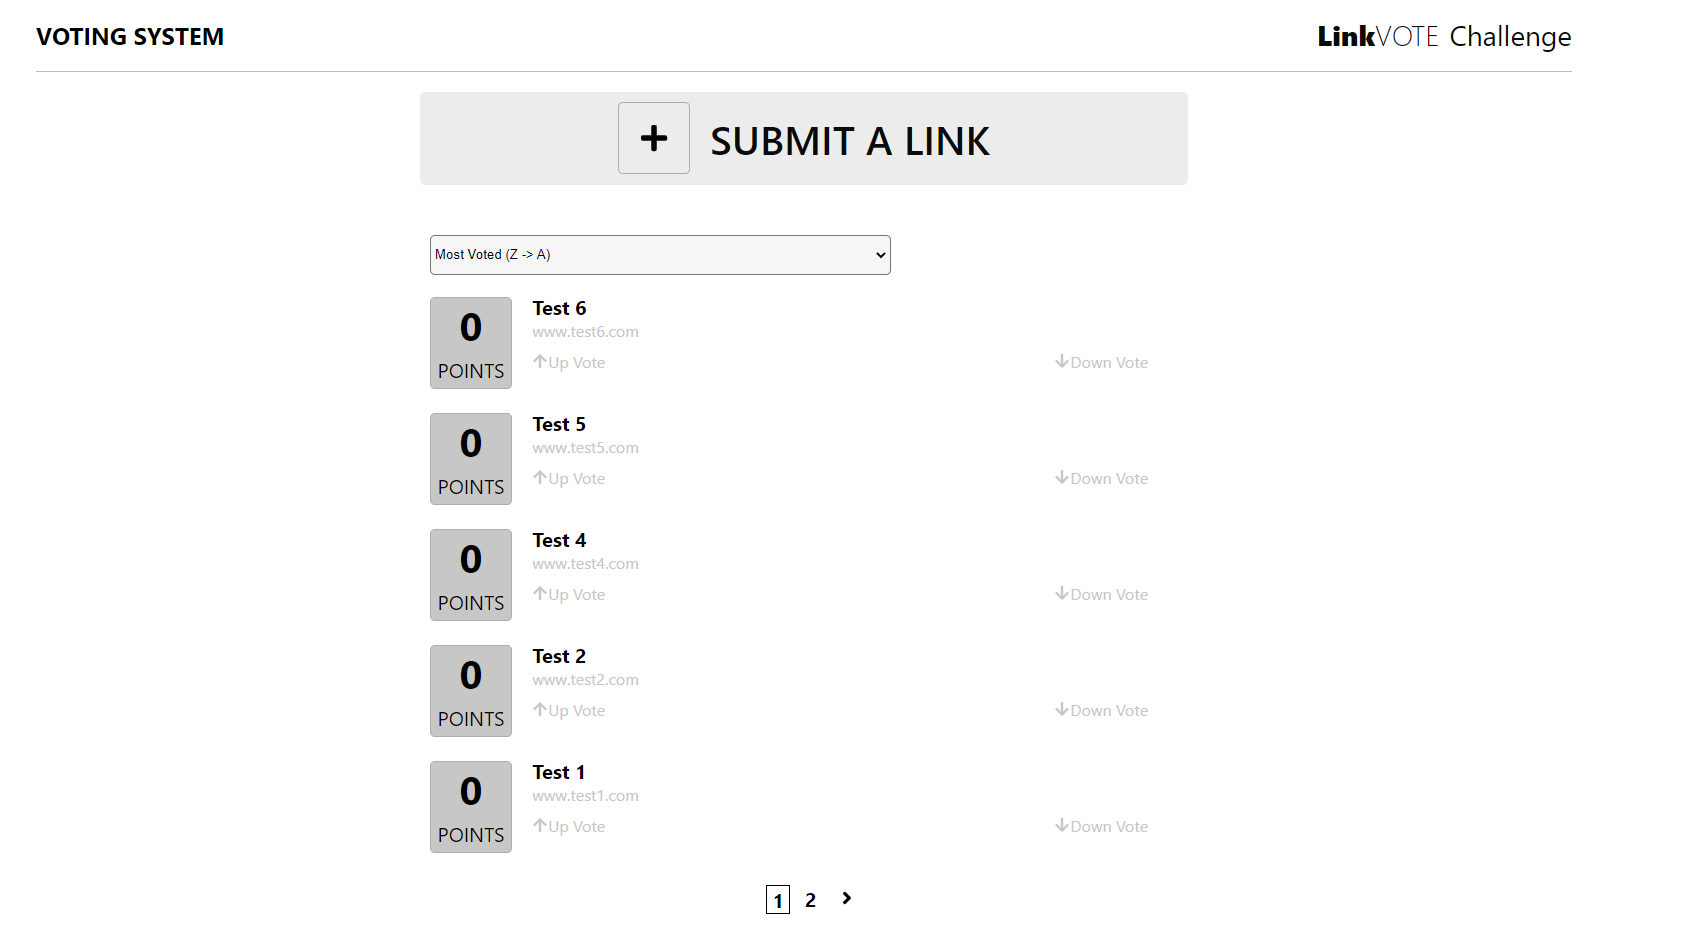 VOTING SYSTEM
LinkVOTE Challenge
SUBMIT A LINK
Most Voted (Z -> A)
0
POINTS
Test 6
www.test6.com
Up Vote
Down Vote
0
POINTS
Test 5
www.test5.com
Up Vote
Down Vote
0
POINTS
Test 4
www.test4.com
Up Vote
Down Vote
0
POINTS
Test 2
www.test2.com
Up Vote
Down Vote
0
POINTS
Test 1
www.test1.com
Up Vote
Down Vote
1 2